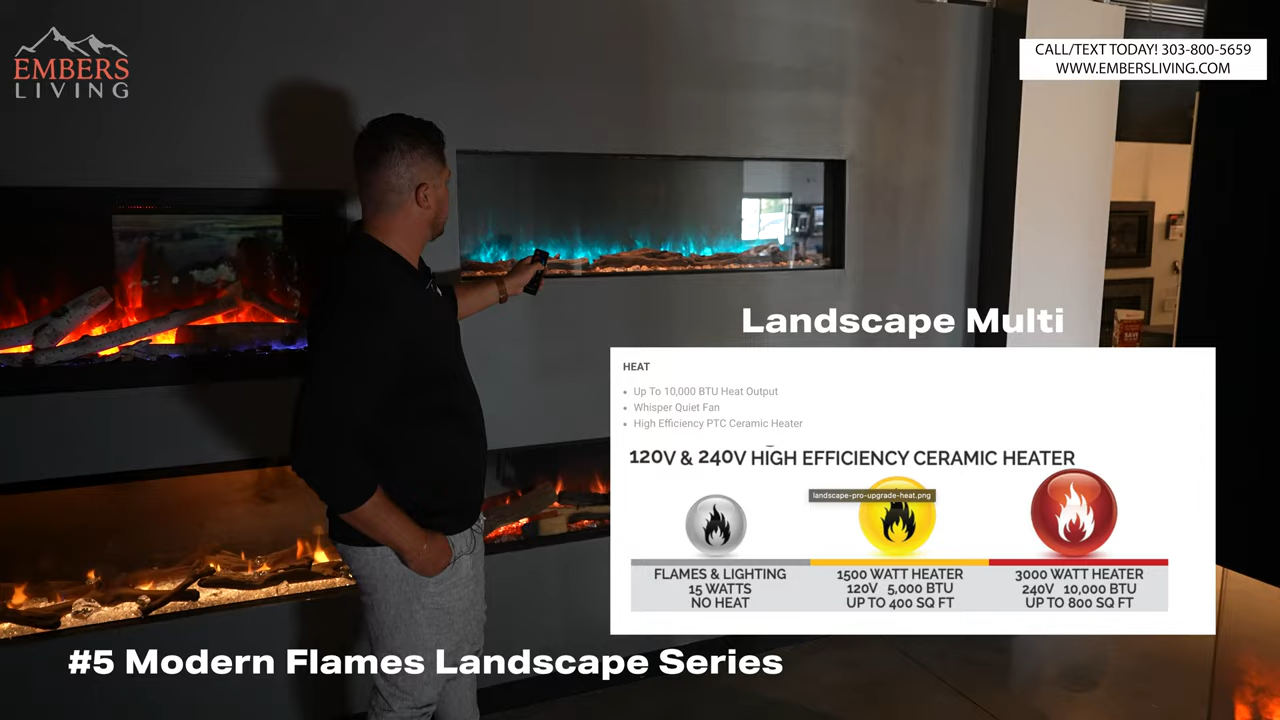 EMBERS
LIVING
CALL/TEXT TODAY! 303-800-5659
WWW.EMBERSLIVING.COM
Landscape Multi
HEAT
• Up To 10,000 BTU Heat Output
• Whisper Quiet Fan
• High Efficiency PTC Ceramic Heater
120V & 240V HIGH EFFICIENCY CERAMIC HEATER
landscape-pro-upgrade-heat.png
FLAMES & LIGHTING
15 WATTS
NO HEAT
1500 WATT HEATER
120V 5,000 BTU
UP TO 400 SQ FT
3000 WATT HEATER
240V 10,000 BTU
UP TO 800 SQ FT
#5 Modern Flames Landscape Series